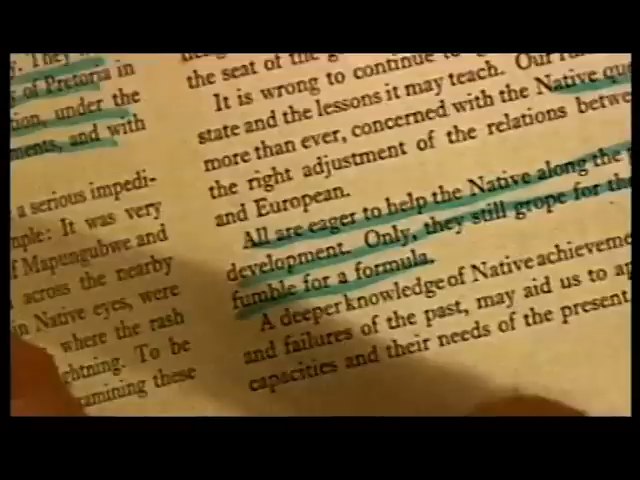 y. They
of Pretoria in
tion, under the
ments, and with
a serious impedi-
mple: It was very
f Mapungubwe and
across the nearby
in Native eyes, were
where the rash
ghtning. To be
amining these
the seat of the
It is wrong to continue to
state and the lessons it may teach. Our
more than ever, concerned with the Native que
the right adjustment of the relations betwe
and European.
All are eager to help the Native along the
development. Only, they still grope for th
fumble for a formula.
A deeper knowledge of Native achieveme
and failures of the past, may aid us to ap
capacities and their needs of the present